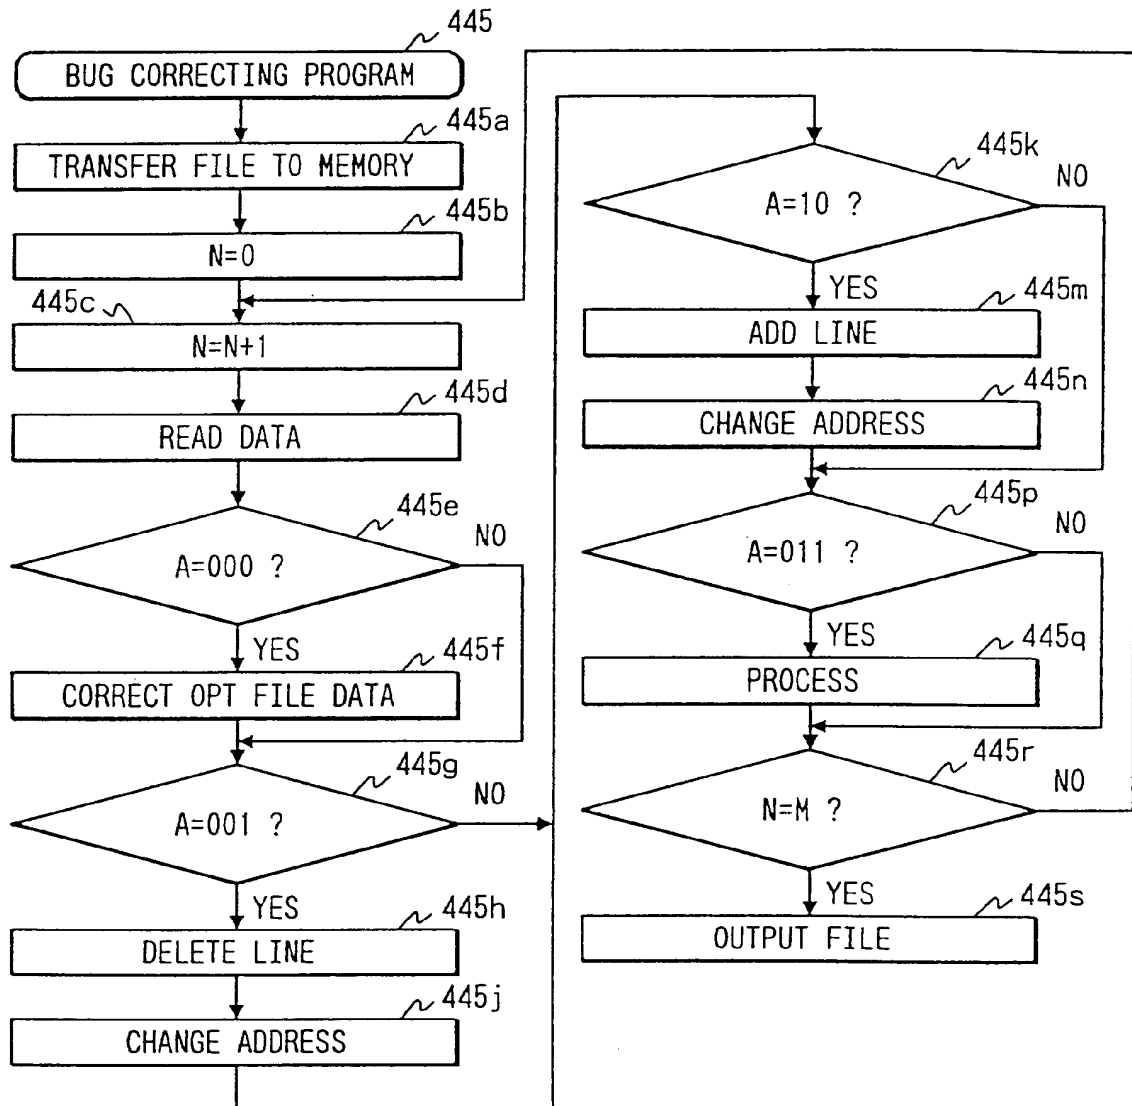 445
BUG CORRECTING PROGRAM
445a
TRANSFER FILE TO MEMORY
445b
N=0
445c
N=N+1
445d
READ DATA
445e
A=000 ?
NO
YES
445f
CORRECT OPT FILE DATA
445g
A=001 ?
NO
YES
445h
DELETE LINE
445j
CHANGE ADDRESS
445k
A=10 ?
NO
YES
445m
ADD LINE
445n
CHANGE ADDRESS
445p
A=011 ?
NO
YES
445q
PROCESS
445r
N=M ?
NO
YES
445s
OUTPUT FILE